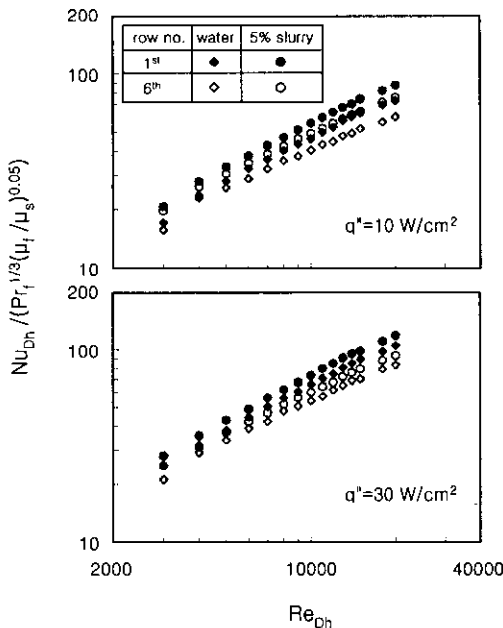 200
row no. water 5% slurry
1st ◆ ●
6th ◇ ○
100
q"=10 W/cm2
10
200
100
q"=30 W/cm2
10
2000 10000 40000
ReDh
NuDh/(Prf1/3(μf/μs)0.05)